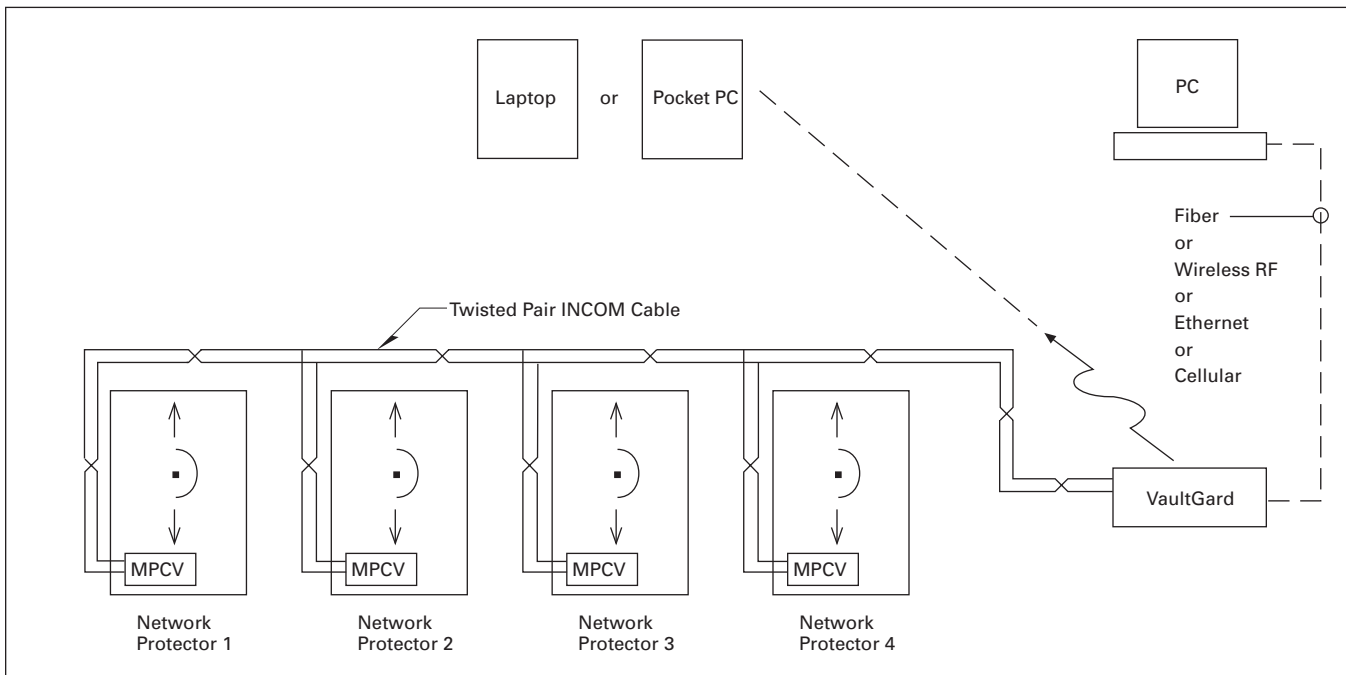 Laptop
or
Pocket PC
PC
Fiber
or
Wireless RF
or
Ethernet
or
Cellular
Twisted Pair INCOM Cable
VaultGard
MPCV
MPCV
MPCV
MPCV
Network
Protector 1
Network
Protector 2
Network
Protector 3
Network
Protector 4